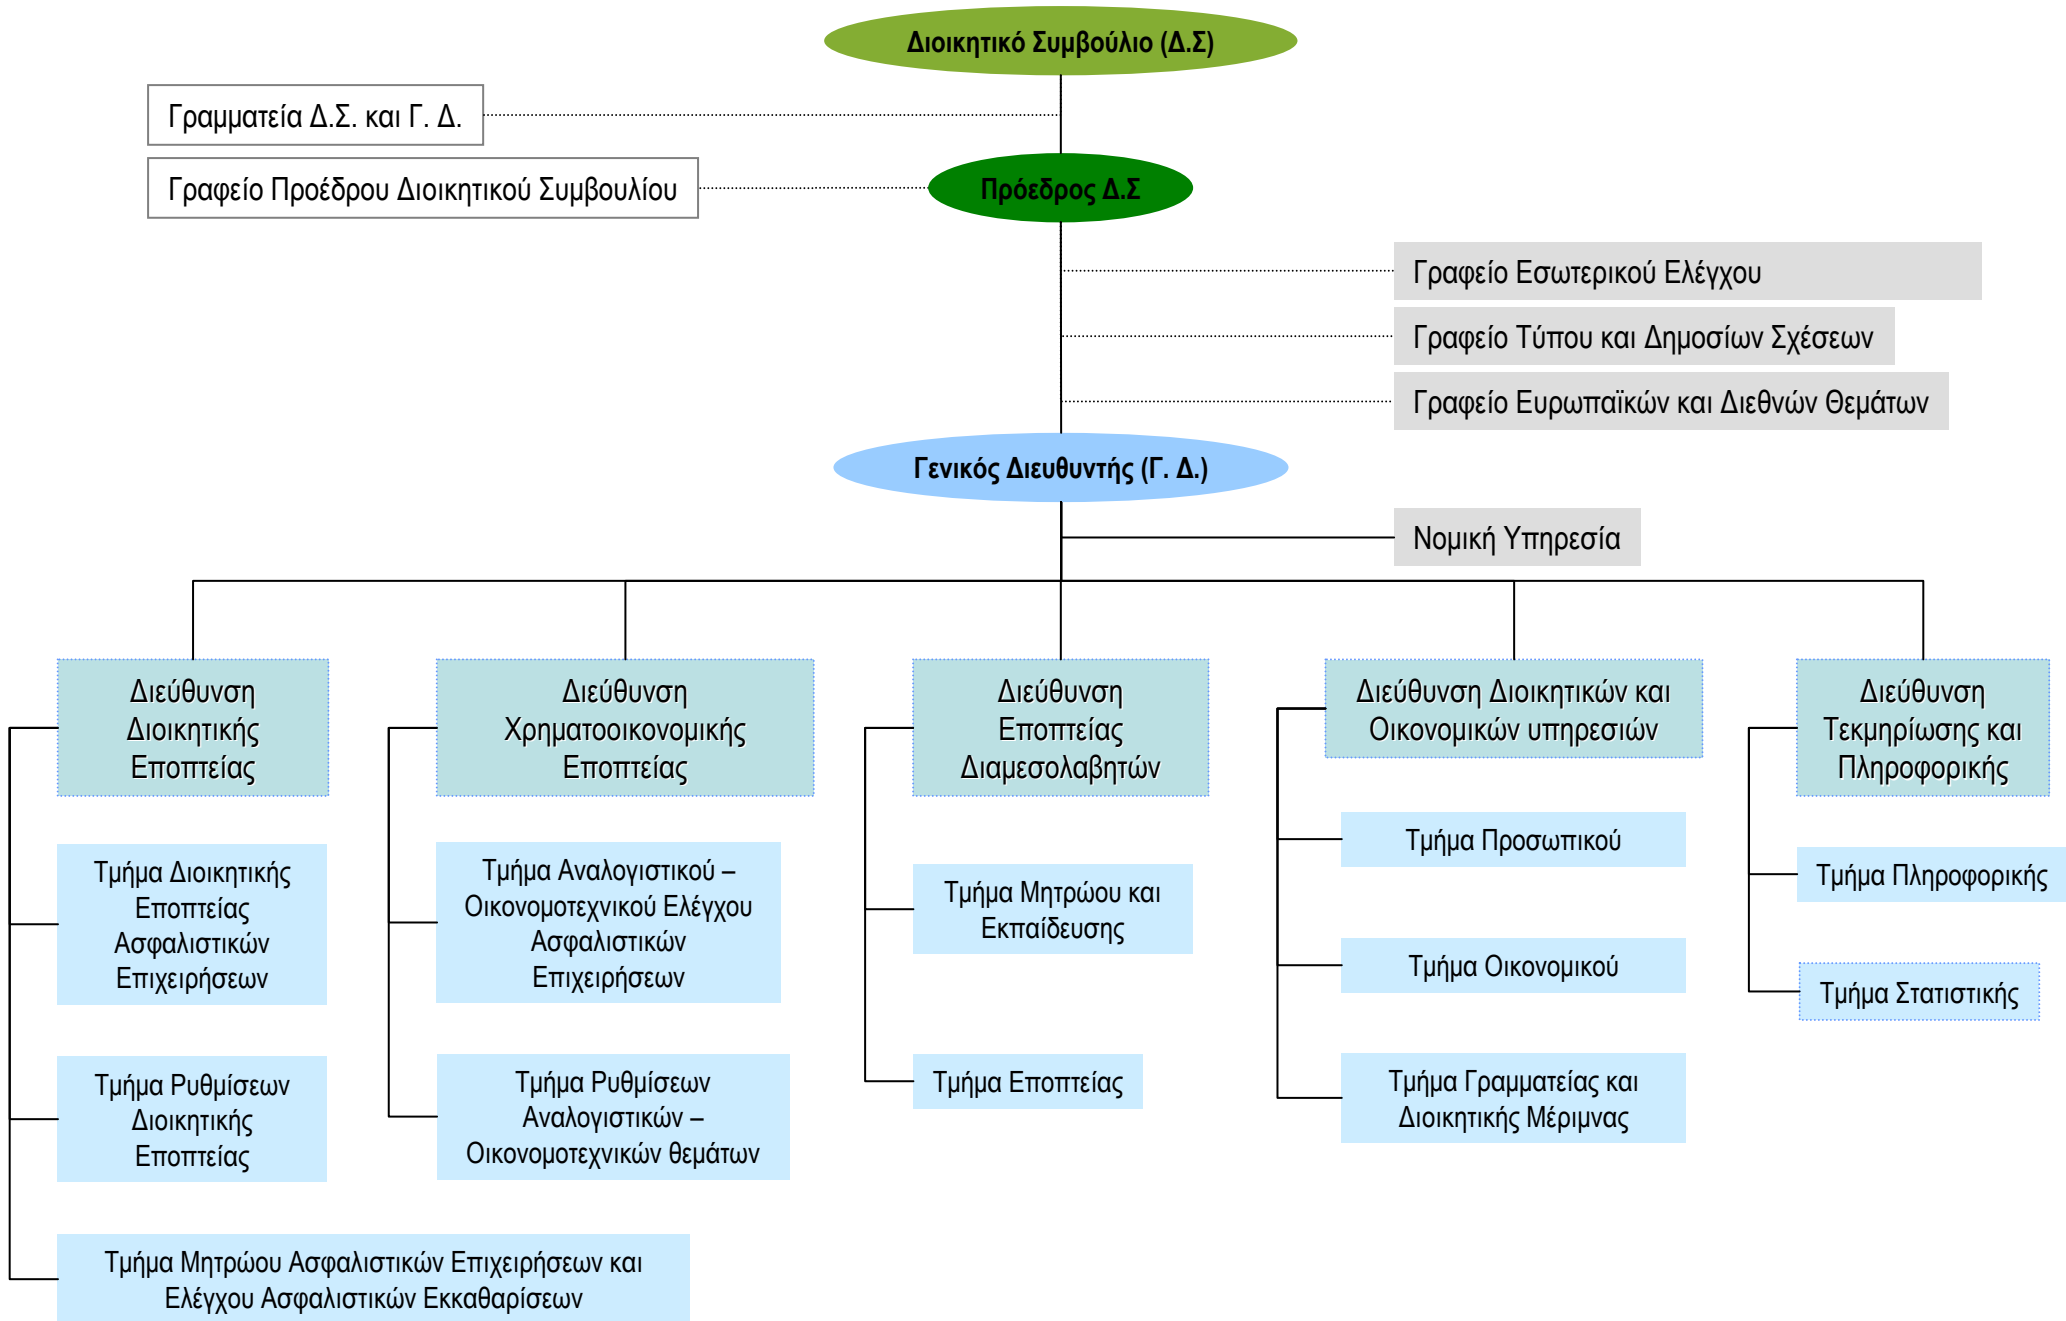 Διοικητικό Συμβούλιο (Δ.Σ)
Γραμματεία Δ.Σ. και Γ. Δ.
Γραφείο Προέδρου Διοικητικού Συμβουλίου
Πρόεδρος Δ.Σ
Γραφείο Εσωτερικού Ελέγχου
Γραφείο Τύπου και Δημοσίων Σχέσεων
Γραφείο Ευρωπαϊκών και Διεθνών Θεμάτων
Γενικός Διευθυντής (Γ. Δ.)
Νομική Υπηρεσία
Διεύθυνση
Διοικητικής
Εποπτείας
Διεύθυνση
Χρηματοοικονομικής
Εποπτείας
Διεύθυνση
Εποπτείας
Διαμεσολαβητών
Διεύθυνση Διοικητικών και
Οικονομικών υπηρεσιών
Διεύθυνση
Τεκμηρίωσης και
Πληροφορικής
Τμήμα Διοικητικής
Εποπτείας
Ασφαλιστικών
Επιχειρήσεων
Τμήμα Αναλογιστικού –
Οικονομοτεχνικού Ελέγχου
Ασφαλιστικών
Επιχειρήσεων
Τμήμα Μητρώου και
Εκπαίδευσης
Τμήμα Προσωπικού
Τμήμα Πληροφορικής
Τμήμα Οικονομικού
Τμήμα Στατιστικής
Τμήμα Ρυθμίσεων
Διοικητικής
Εποπτείας
Τμήμα Ρυθμίσεων
Αναλογιστικών –
Οικονομοτεχνικών θεμάτων
Τμήμα Εποπτείας
Τμήμα Γραμματείας και
Διοικητικής Μέριμνας
Τμήμα Μητρώου Ασφαλιστικών Επιχειρήσεων και
Ελέγχου Ασφαλιστικών Εκκαθαρίσεων